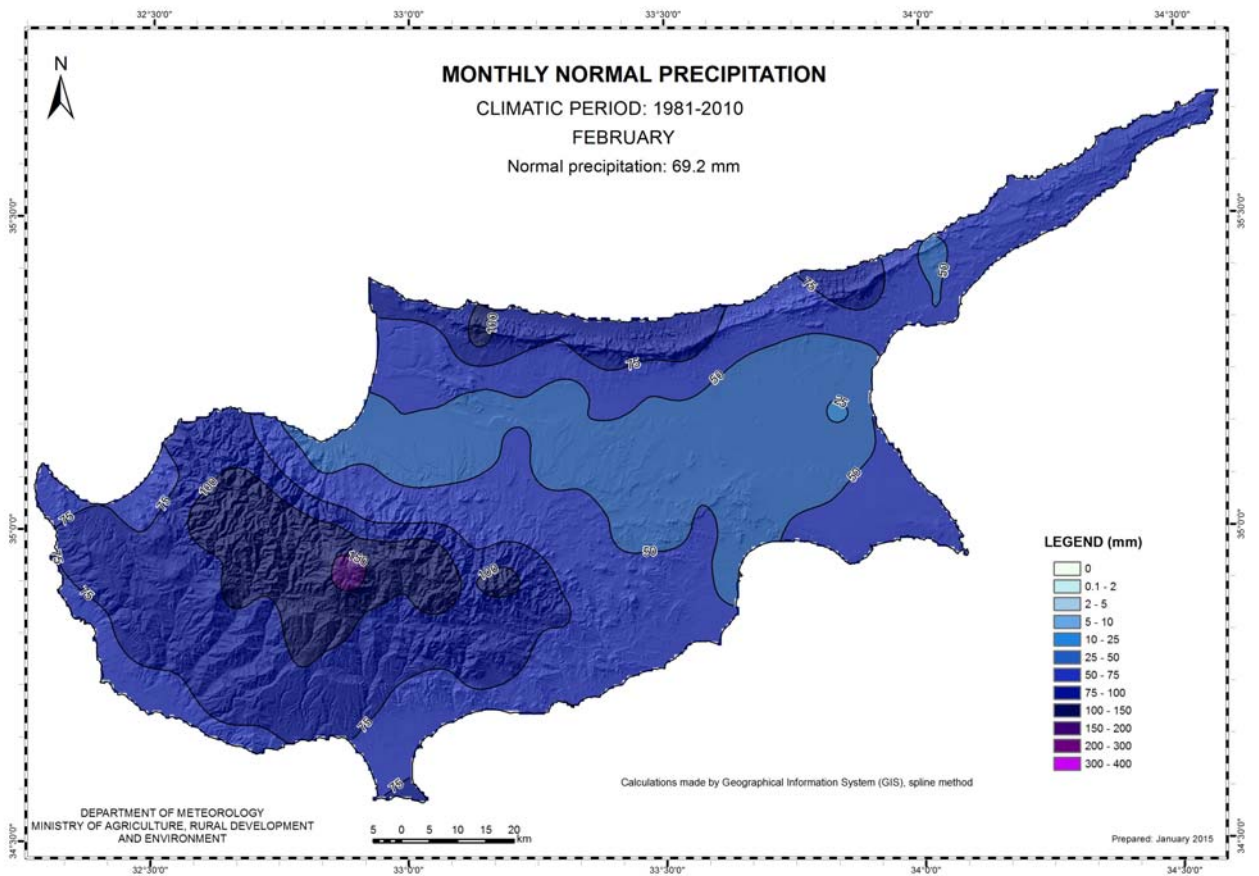 32°30'0"
33°0'0"
33°30'0"
34°0'0"
34°30'0"
N
MONTHLY NORMAL PRECIPITATION
CLIMATIC PERIOD: 1981-2010
FEBRUARY
Normal precipitation: 69.2 mm
35°30'0"
35°30'0"
50
75
100
75
50
25
50
100
75
75
75
75
150
100
50
75
75
35°0'0"
35°0'0"
LEGEND (mm)
0
0.1 - 2
2 - 5
5 - 10
10 - 25
25 - 50
50 - 75
75 - 100
100 - 150
150 - 200
200 - 300
300 - 400
Calculations made by Geographical Information System (GIS), spline method
DEPARTMENT OF METEOROLOGY
MINISTRY OF AGRICULTURE, RURAL DEVELOPMENT
AND ENVIRONMENT
5 0 5 10 15 20
km
Prepared: January 2015
34°30'0"
34°30'0"
32°30'0"
33°0'0"
33°30'0"
34°0'0"
34°30'0"